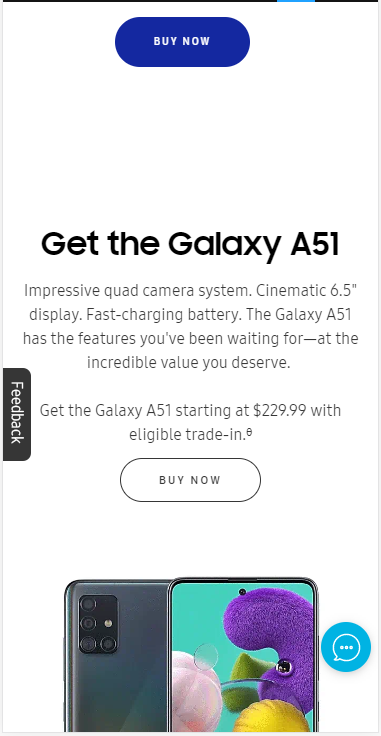 BUY NOW
Get the Galaxy A51
Impressive quad camera system. Cinematic 6.5"
display. Fast-charging battery. The Galaxy A51
has the features you've been waiting for—at the
incredible value you deserve.
Feedback
Get the Galaxy A51 starting at $229.99 with
eligible trade-in.θ
BUY NOW